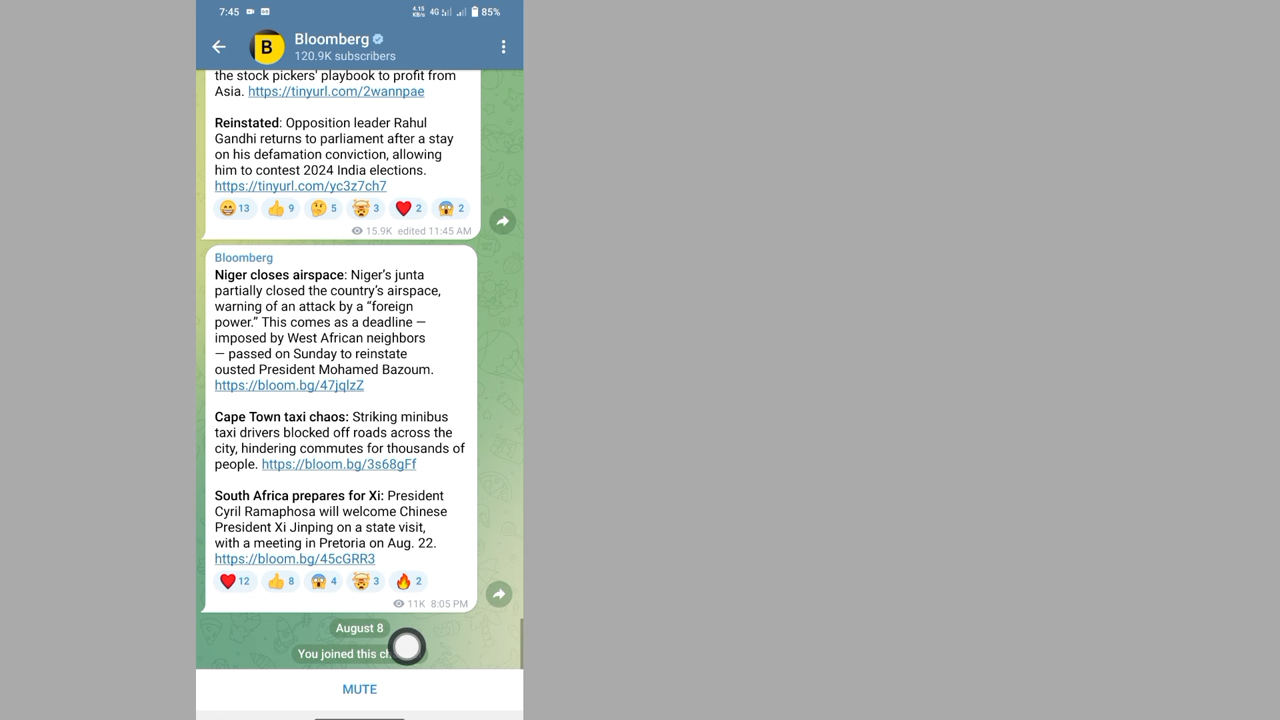 7:45
4.15 KB/s 4G 85%
B
Bloomberg
120.9K subscribers
the stock pickers' playbook to profit from
Asia. https://tinyurl.com/2wannpae
Reinstated: Opposition leader Rahul
Gandhi returns to parliament after a stay
on his defamation conviction, allowing
him to contest 2024 India elections.
https://tinyurl.com/yc3z7ch7
13 9 5 3 2 2
15.9K edited 11:45 AM
Bloomberg
Niger closes airspace: Niger’s junta
partially closed the country’s airspace,
warning of an attack by a “foreign
power.” This comes as a deadline —
imposed by West African neighbors
— passed on Sunday to reinstate
ousted President Mohamed Bazoum.
https://bloom.bg/47jqlzZ
Cape Town taxi chaos: Striking minibus
taxi drivers blocked off roads across the
city, hindering commutes for thousands of
people. https://bloom.bg/3s68gFf
South Africa prepares for Xi: President
Cyril Ramaphosa will welcome Chinese
President Xi Jinping on a state visit,
with a meeting in Pretoria on Aug. 22.
https://bloom.bg/45cGRR3
12 8 4 3 2
11K 8:05 PM
August 8
You joined this
MUTE